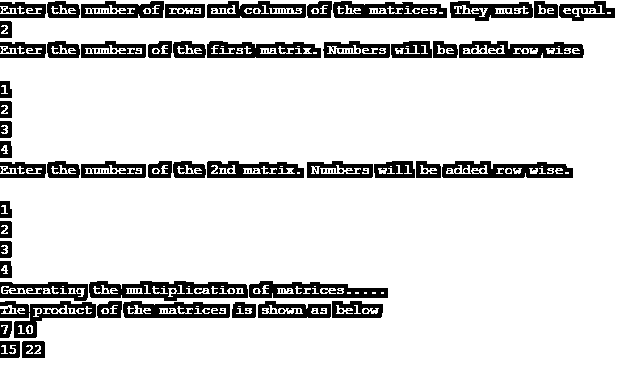 Enter the number of rows and columns of the matrices. They must be equal.
2
Enter the numbers of the first matrix. Numbers will be added row wise
1
2
3
4
Enter the numbers of the 2nd matrix. Numbers will be added row wise.
1
2
3
4
Generating the multiplication of matrices.....
The product of the matrices is shown as below
7 10
15 22